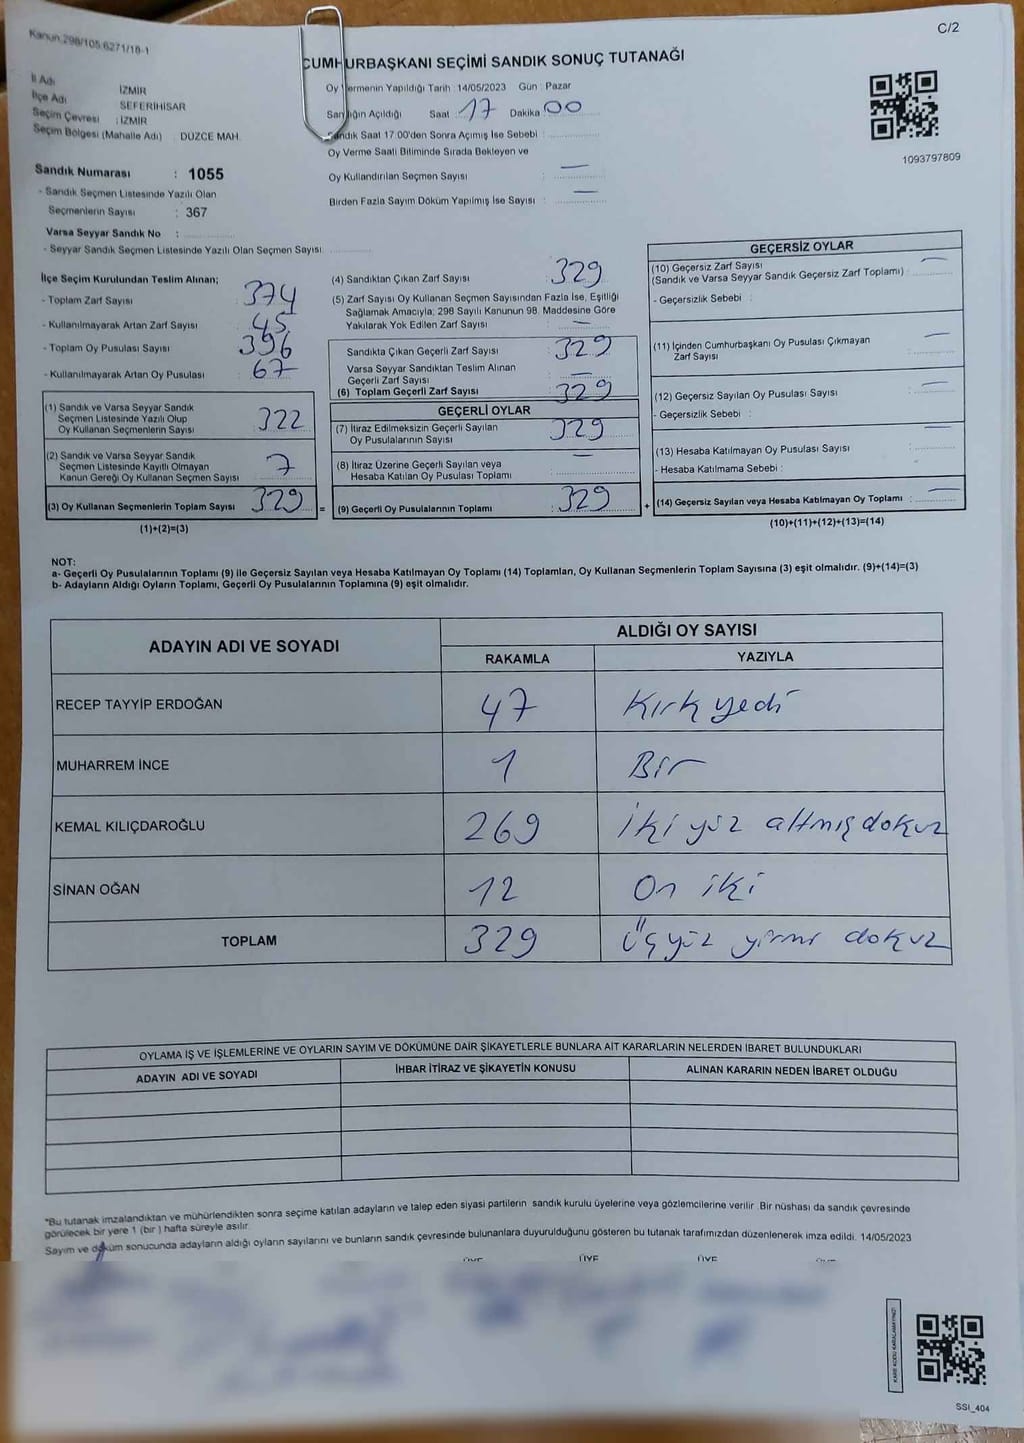 Kanun 298/105 6271/18-1
C/2
CUMHURBAŞKANI SEÇİMİ SANDIK SONUÇ TUTANAĞI
İl Adı : İZMİR
İlçe Adı : SEFERİHİSAR
Seçim Çevresi : İZMİR
Seçim Bölgesi (Mahalle Adı) : DÜZCE MAH.
Oy Vermenin Yapıldığı Tarih : 14/05/2023 Gün : Pazar
Sandığın Açıldığı Saat : 17 Dakika : 00
Sandık Saat 17:00'den Sonra Açımış İse Sebebi :
Oy Verme Saati Bitiminde Sırada Bekleyen ve
Oy Kullandırılan Seçmen Sayısı : —
Birden Fazla Sayım Döküm Yapılmış İse Sayısı : —
1093797809
Sandık Numarası : 1055
- Sandık Seçmen Listesinde Yazılı Olan
Seçmenlerin Sayısı : 367
Varsa Seyyar Sandık No :
- Seyyar Sandık Seçmen Listesinde Yazılı Olan Seçmen Sayısı:
İlçe Seçim Kurulundan Teslim Alınan;
- Toplam Zarf Sayısı : 374
- Kullanılmayarak Artan Zarf Sayısı : 45
- Toplam Oy Pusulası Sayısı : 396
- Kullanılmayarak Artan Oy Pusulası : 67
(1) Sandık ve Varsa Seyyar Sandık
Seçmen Listesinde Yazılı Olup
Oy Kullanan Seçmenlerin Sayısı 322
(2) Sandık ve Varsa Seyyar Sandık
Seçmen Listesinde Kayıtlı Olmayan
Kanun Gereği Oy Kullanan Seçmen Sayısı : 7
(3) Oy Kullanan Seçmenlerin Toplam Sayısı 329 =
(1)+(2)=(3)
(4) Sandıktan Çıkan Zarf Sayısı : 329
(5) Zarf Sayısı Oy Kullanan Seçmen Sayısından Fazla İse, Eşitliği
Sağlamak Amacıyla; 298 Sayılı Kanunun 98. Maddesine Göre
Yakılarak Yok Edilen Zarf Sayısı : —
Sandıkta Çıkan Geçerli Zarf Sayısı : 329
Varsa Seyyar Sandıktan Teslim Alınan
Geçerli Zarf Sayısı : —
(6) Toplam Geçerli Zarf Sayısı : 329
GEÇERLİ OYLAR
(7) İtiraz Edilmeksizin Geçerli Sayılan
Oy Pusulalarının Sayısı : 329
(8) İtiraz Üzerine Geçerli Sayılan veya
Hesaba Katılan Oy Pusulası Toplamı : —
(9) Geçerli Oy Pusulalarının Toplamı : 329 +
GEÇERSİZ OYLAR
(10) Geçersiz Zarf Sayısı
(Sandık ve Varsa Seyyar Sandık Geçersiz Zarf Toplamı) : —
- Geçersizlik Sebebi :
(11) İçinden Cumhurbaşkanı Oy Pusulası Çıkmayan
Zarf Sayısı : —
(12) Geçersiz Sayılan Oy Pusulası Sayısı : —
- Geçersizlik Sebebi :
(13) Hesaba Katılmayan Oy Pusulası Sayısı : —
- Hesaba Katılmama Sebebi :
(14) Geçersiz Sayılan veya Hesaba Katılmayan Oy Toplamı : —
(10)+(11)+(12)+(13)=(14)
NOT:
a- Geçerli Oy Pusulalarının Toplamı (9) ile Geçersiz Sayılan veya Hesaba Katılmayan Oy Toplamı (14) Toplamları, Oy Kullanan Seçmenlerin Toplam Sayısına (3) eşit olmalıdır. (9)+(14)=(3)
b- Adayların Aldığı Oyların Toplamı, Geçerli Oy Pusulalarının Toplamına (9) eşit olmalıdır.
ADAYIN ADI VE SOYADI ALDIĞI OY SAYISI
RAKAMLA YAZIYLA
RECEP TAYYİP ERDOĞAN 47 Kırk yedi
MUHARREM İNCE 1 Bir
KEMAL KILIÇDAROĞLU 269 İki yüz altmış dokuz
SİNAN OĞAN 12 On iki
TOPLAM 329 Üç yüz yirmi dokuz
OYLAMA İŞ VE İŞLEMLERİNE VE OYLARIN SAYIM VE DÖKÜMÜNE DAİR ŞİKAYETLERLE BUNLARA AİT KARARLARIN NELERDEN İBARET BULUNDUKLARI
ADAYIN ADI VE SOYADI İHBAR İTİRAZ VE ŞİKAYETİN KONUSU ALINAN KARARIN NEDEN İBARET OLDUĞU
*Bu tutanak imzalandıktan ve mühürlendikten sonra seçime katılan adayların ve talep eden siyasi partilerin sandık kurulu üyelerine veya gözlemcilerine verilir. Bir nüshası da sandık çevresinde
görülecek bir yere 1 (bir ) hafta süreyle asılır.
Sayım ve döküm sonucunda adayların aldığı oyların sayılarını ve bunların sandık çevresinde bulunanlara duyurulduğunu gösteren bu tutanak tarafımızdan düzenlenerek imza edildi. 14/05/2023
ÜYE ÜYE ÜYE
KARE KODU KARALAMAYINIZ!
SSI_404